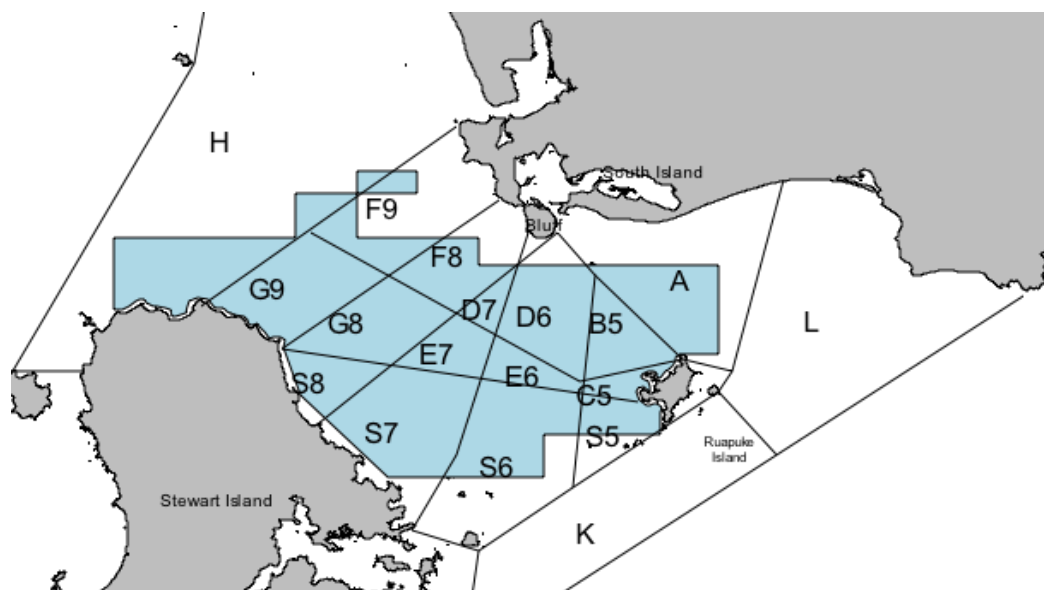 H
South Island
F9
Bluff
F8
A
G9
D7
D6
B5
G8
L
E7
E6
S8
C5
S7
S5
Ruapuke
Island
S6
Stewart Island
K